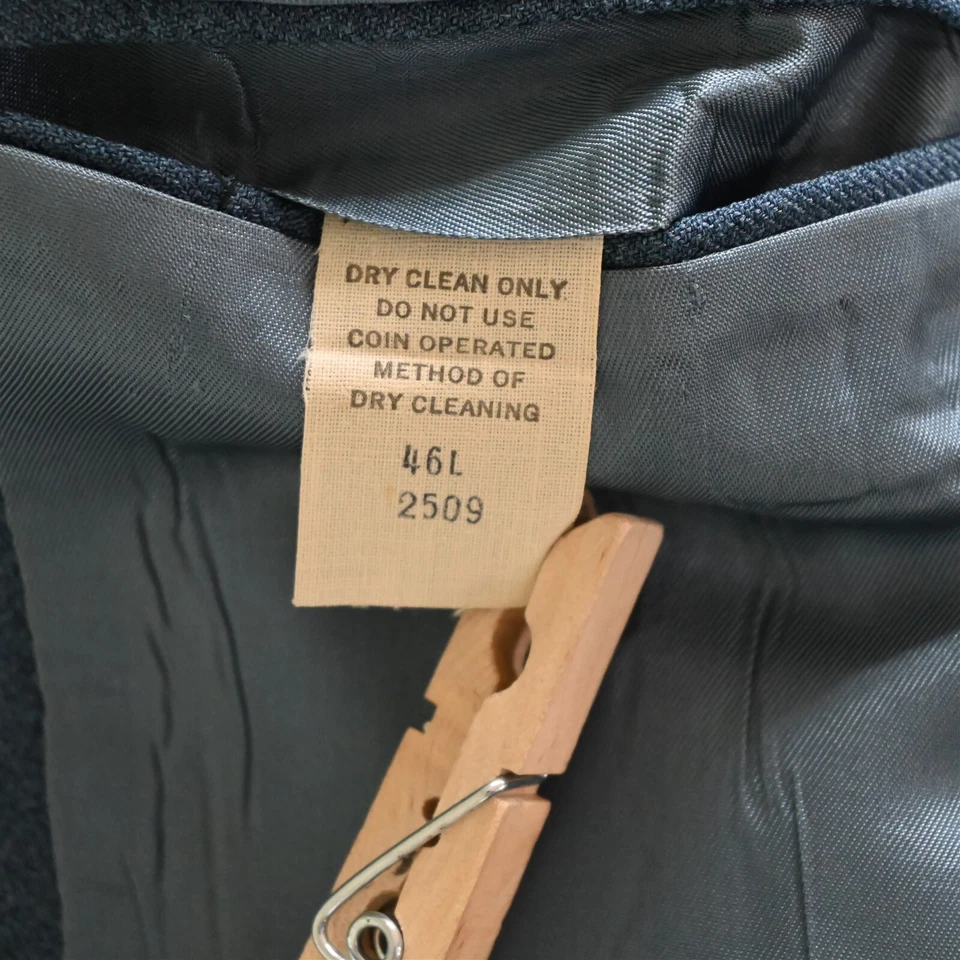 DRY CLEAN ONLY
DO NOT USE
COIN OPERATED
METHOD OF
DRY CLEANING
46L
2509